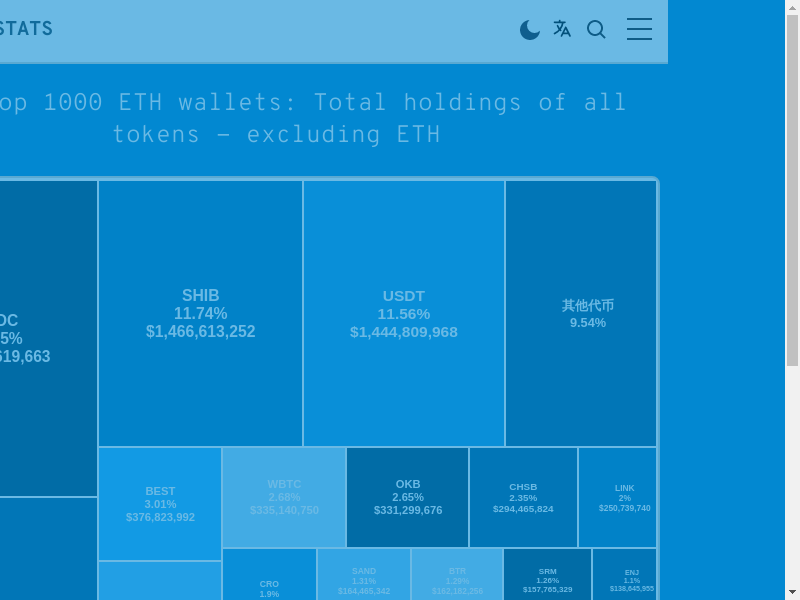 STATS
op 1000 ETH wallets: Total holdings of all
tokens – excluding ETH
DC
5%
619,663
SHIB
11.74%
$1,466,613,252
USDT
11.56%
$1,444,809,968
其他代币
9.54%
BEST
3.01%
$376,823,992
WBTC
2.68%
$335,140,750
OKB
2.65%
$331,299,676
CHSB
2.35%
$294,465,824
LINK
2%
$250,739,740
CRO
1.9%
SAND
1.31%
$164,465,342
BTR
1.29%
$162,162,256
SRM
1.26%
$157,765,329
ENJ
1.1%
$138,645,955